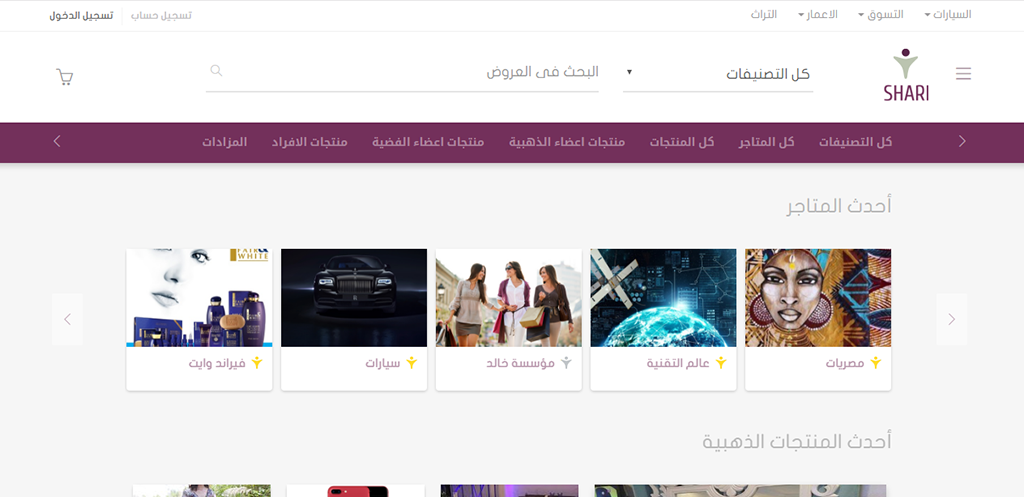 السيارات التسوق الاعمار التراث تسجيل حساب تسجيل الدخول
SHARI كل التصنيفات البحث فى العروض
كل التصنيفات كل المتاجر كل المنتجات منتجات اعضاء الذهبية منتجات اعضاء الفضية منتجات الافراد المزادات
أحدث المتاجر
FAIR & WHITE
مصريات عالم التقنية مؤسسة خالد سيارات فيراند وايت
أحدث المنتجات الذهبية